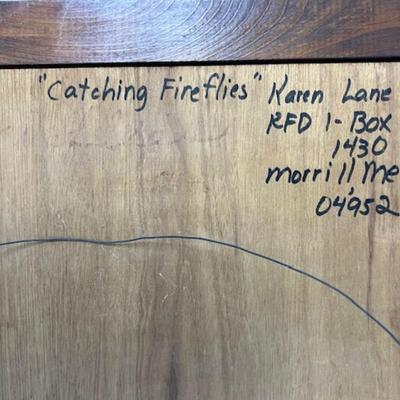 "Catching Fireflies" Karen Lane
RFD 1-Box
1430
Morrill, Me
04952